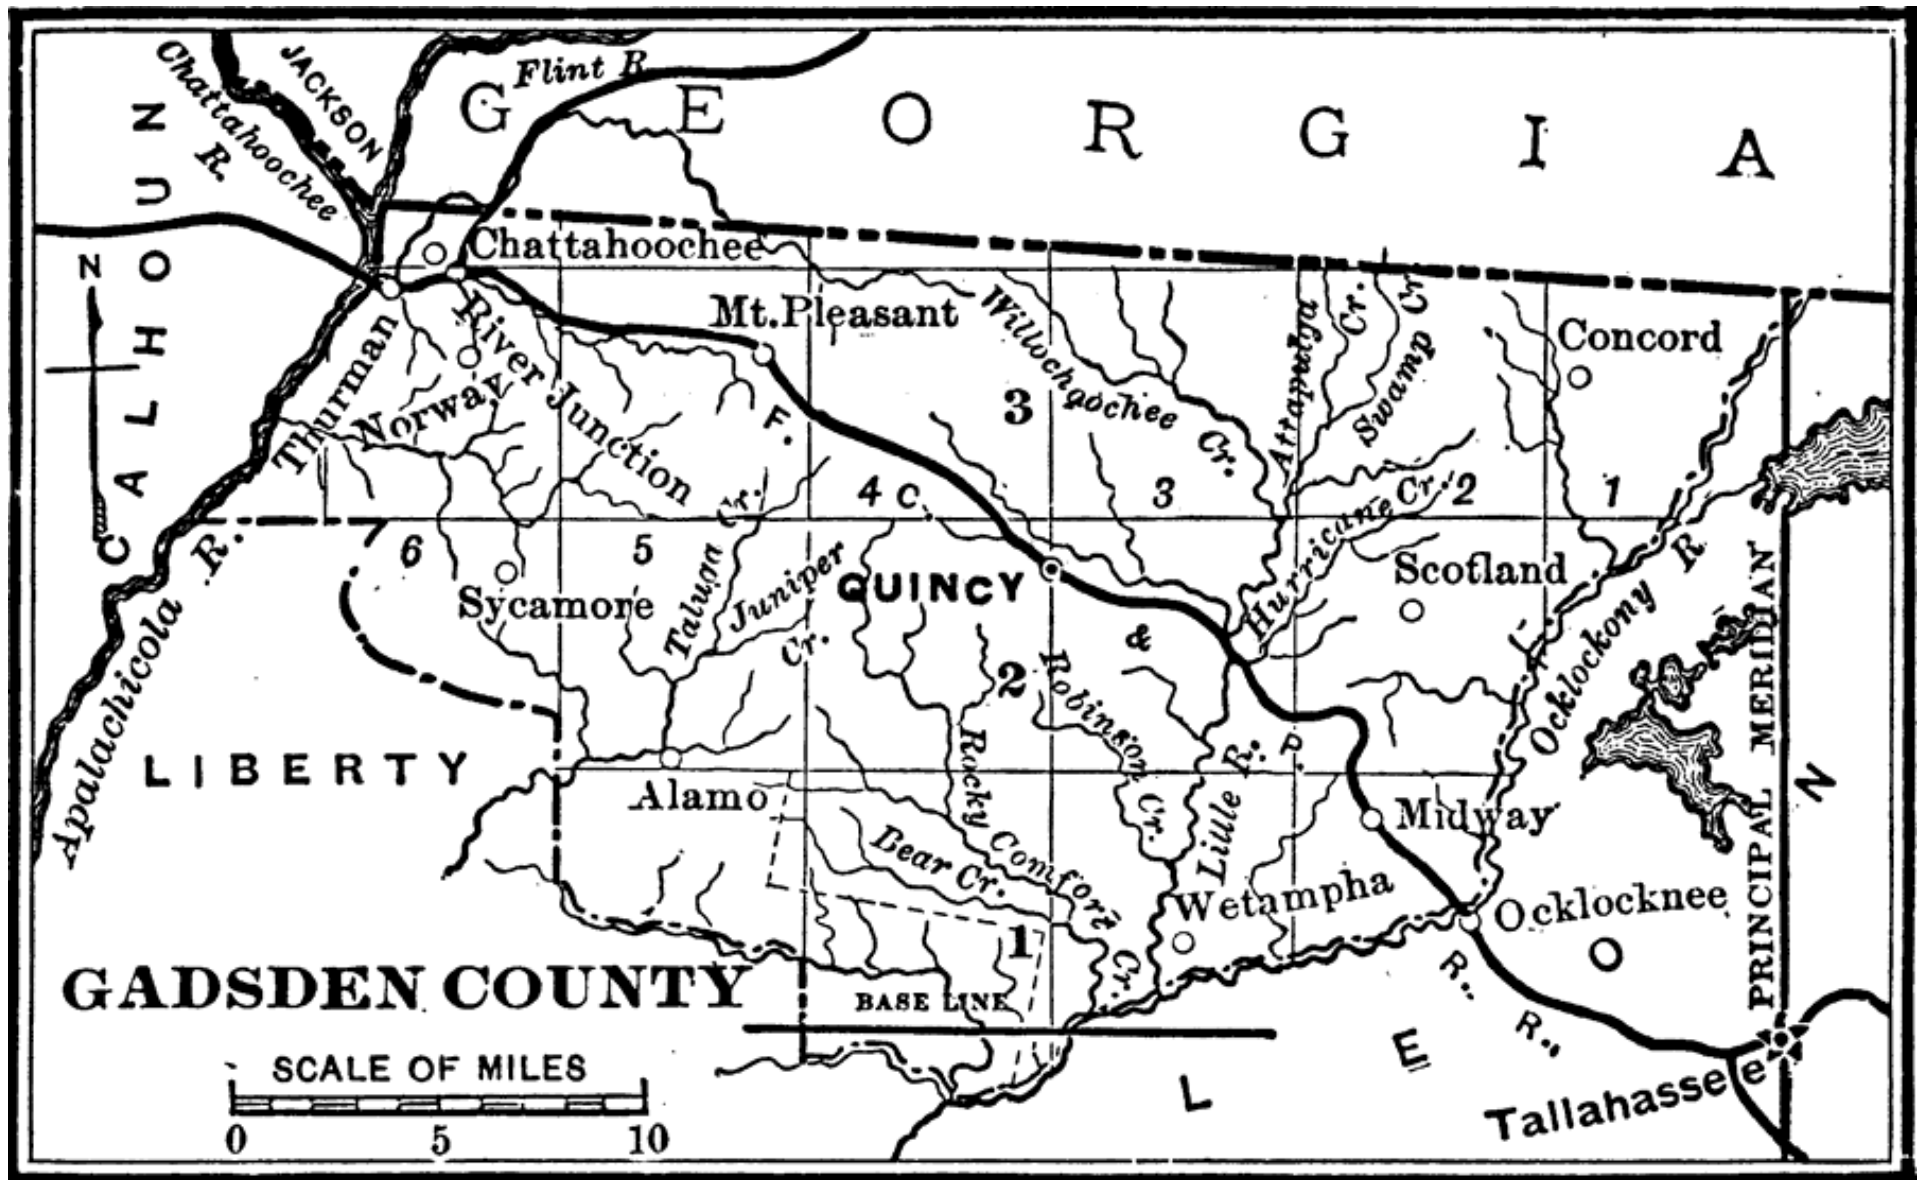 GEORGIA
Flint R.
JACKSON
Chattahoochee
R.
CALHOUN
N
Chattahoochee
Mt. Pleasant
Willochoochee
Cr.
Attapulga
Cr.
Swamp Cr.
Concord
River Junction
Thurman
Norway
F.
C.
&
P.
R.
R.
3
4
3
2
1
6
5
Hurricane Cr.
Scotland
Sycamore
Taluga
Cr.
Juniper
Cr.
QUINCY
2
Robinson
Cr.
Ocklockony R
Apalachicola R.
LIBERTY
Alamo
Rocky Comfort
Cr.
Bear Cr.
Little R.
Midway
Wetampha
Ocklocknee
PRINCIPAL MERIDIAN
1
BASE LINE
LEON
Tallahassee
GADSDEN COUNTY
SCALE OF MILES
0 5 10